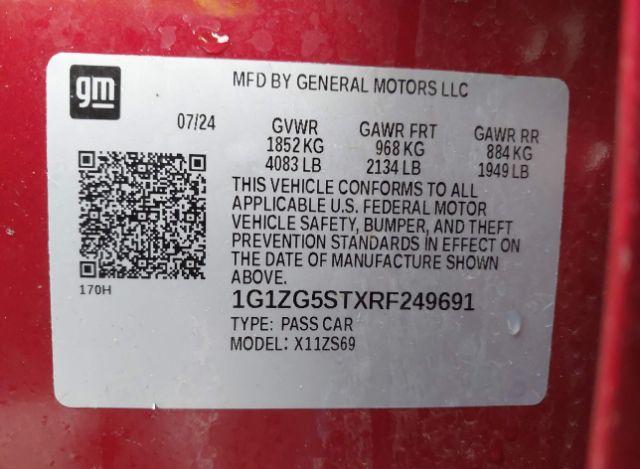 gm
MFD BY GENERAL MOTORS LLC
07/24 GVWR GAWR FRT GAWR RR
1852 KG 968 KG 884 KG
4083 LB 2134 LB 1949 LB
THIS VEHICLE CONFORMS TO ALL
APPLICABLE U.S. FEDERAL MOTOR
VEHICLE SAFETY, BUMPER, AND THEFT
PREVENTION STANDARDS IN EFFECT ON
THE DATE OF MANUFACTURE SHOWN
ABOVE.
170H
1G1ZG5STXRF249691
TYPE: PASS CAR
MODEL: X11ZS69